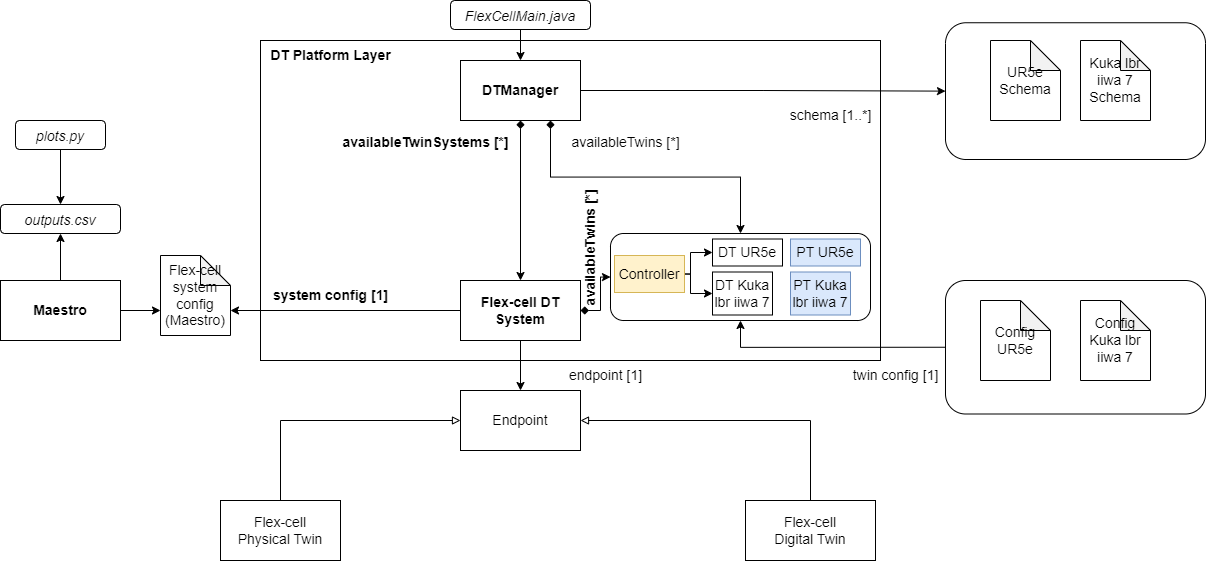 FlexCellMain.java
DT Platform Layer
DTManager
UR5e
Schema
Kuka lbr
iiwa 7
Schema
schema [1..*]
plots.py
availableTwinSystems [*]
availableTwins [*]
outputs.csv
availableTwins [*]
Controller
DT UR5e
PT UR5e
DT Kuka
lbr iiwa 7
PT Kuka
lbr iiwa 7
Flex-cell
system
config
(Maestro)
Maestro
system config [1]
Flex-cell DT
System
Config
UR5e
Config
Kuka lbr
iiwa 7
endpoint [1]
twin config [1]
Endpoint
Flex-cell
Physical Twin
Flex-cell
Digital Twin